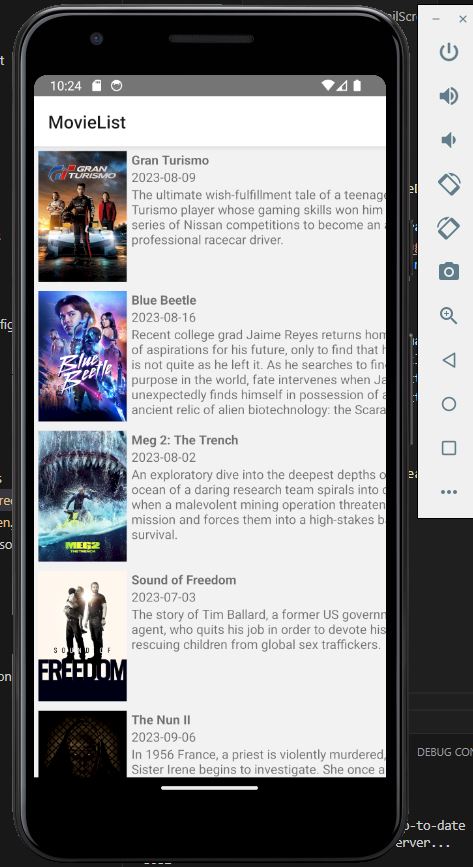 10:24
MovieList
GRAN
TURISMO
Gran Turismo
2023-08-09
The ultimate wish-fulfillment tale of a teenage
Turismo player whose gaming skills won him
series of Nissan competitions to become an a
professional racecar driver.
Blue
Beetle
Blue Beetle
2023-08-16
Recent college grad Jaime Reyes returns hom
of aspirations for his future, only to find that h
is not quite as he left it. As he searches to fin
purpose in the world, fate intervenes when Ja
unexpectedly finds himself in possession of a
ancient relic of alien biotechnology: the Scara
MEG2
THE TRENCH
Meg 2: The Trench
2023-08-02
An exploratory dive into the deepest depths o
ocean of a daring research team spirals into c
when a malevolent mining operation threaten
mission and forces them into a high-stakes ba
survival.
SOUND OF
FREEDOM
Sound of Freedom
2023-07-03
The story of Tim Ballard, a former US governm
agent, who quits his job in order to devote his
rescuing children from global sex traffickers.
The Nun II
2023-09-06
In 1956 France, a priest is violently murdered,
Sister Irene begins to investigate. She once a
DEBUG CON
p-to-date
erver...